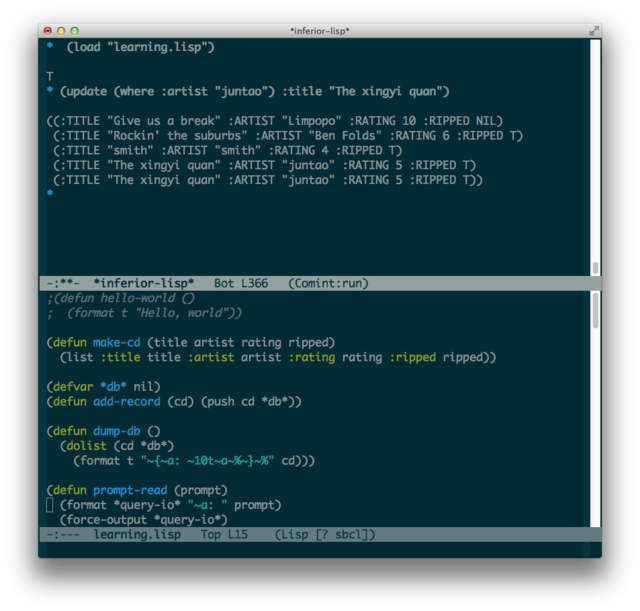 *inferior-lisp*
*  (load "learning.lisp")
T
* (update (where :artist "juntao") :title "The xingyi quan")
((:TITLE "Give us a break" :ARTIST "Limpopo" :RATING 10 :RIPPED NIL)
(:TITLE "Rockin' the suburbs" :ARTIST "Ben Folds" :RATING 6 :RIPPED T)
(:TITLE "smith" :ARTIST "smith" :RATING 4 :RIPPED T)
(:TITLE "The xingyi quan" :ARTIST "juntao" :RATING 5 :RIPPED T)
(:TITLE "The xingyi quan" :ARTIST "juntao" :RATING 5 :RIPPED T))
*
-:**-  *inferior-lisp*   Bot L366   (Comint:run)
;(defun hello-world ()
;  (format t "Hello, world"))
(defun make-cd (title artist rating ripped)
(list :title title :artist artist :rating rating :ripped ripped))
(defvar *db* nil)
(defun add-record (cd) (push cd *db*))
(defun dump-db ()
(dolist (cd *db*)
(format t "~{~a: ~10t~a~%~}~%" cd)))
(defun prompt-read (prompt)
(format *query-io* "~a: " prompt)
(force-output *query-io*)
-:---  learning.lisp   Top L15    (Lisp [? sbcl])